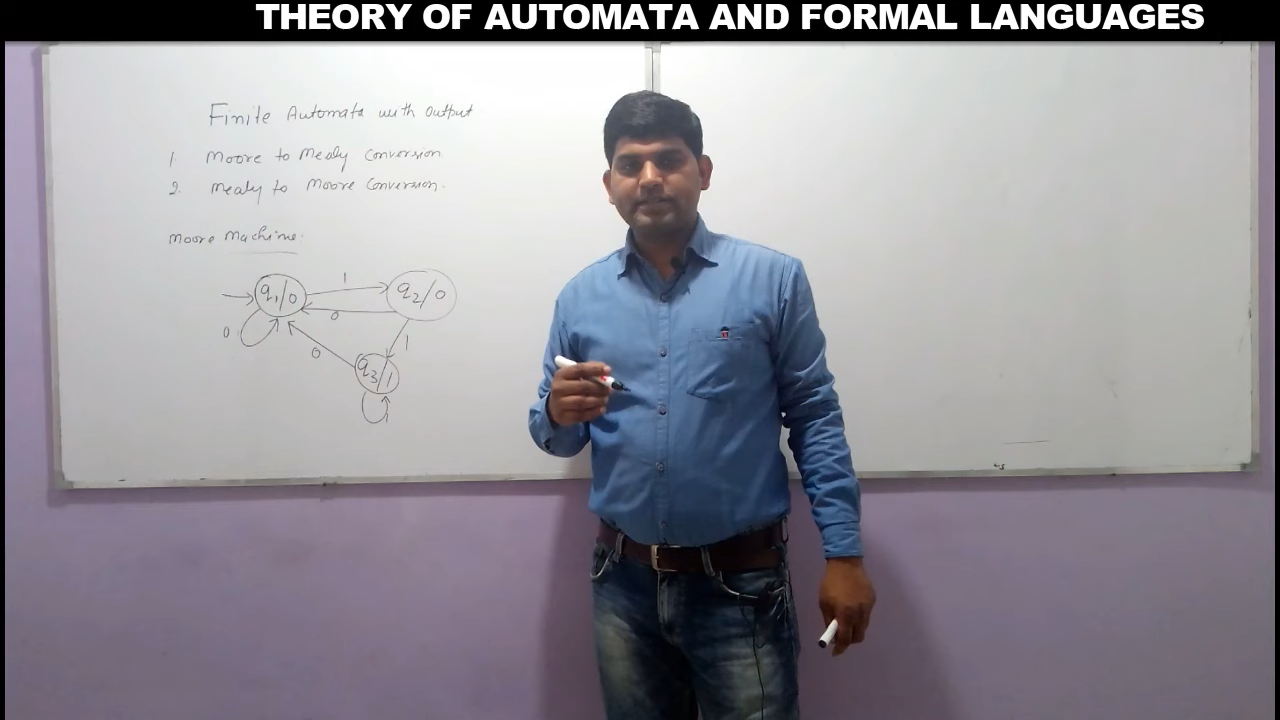 THEORY OF AUTOMATA AND FORMAL LANGUAGES
Finite Automata with Output
1. Moore to Mealy Conversion
2. Mealy to Moore Conversion.
Moore Machine.
1
q1/0
q2/0
0
0
1
0
q3/1
1